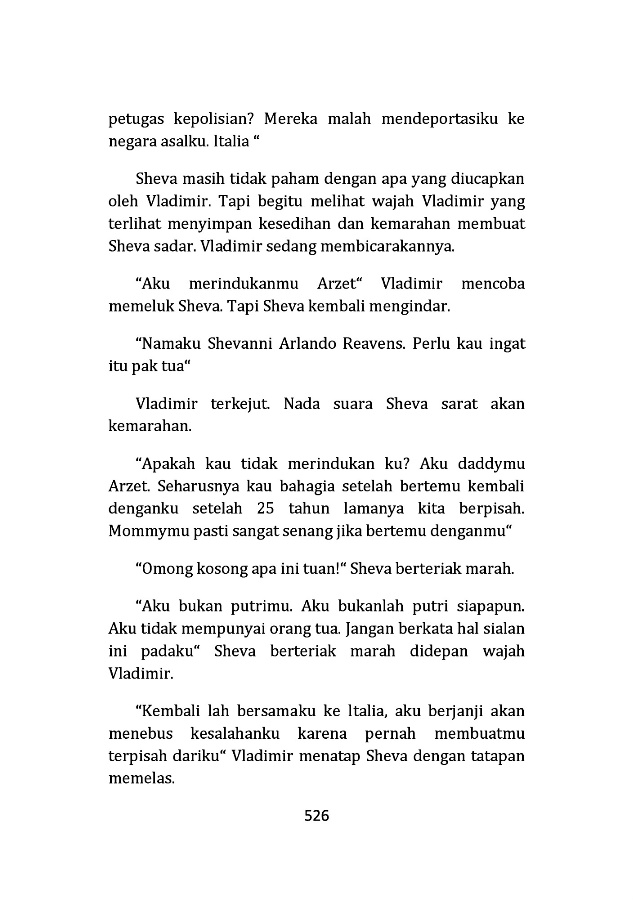 petugas kepolisian? Mereka malah mendeportasiku ke
negara asalku. Italia “
Sheva masih tidak paham dengan apa yang diucapkan
oleh Vladimir. Tapi begitu melihat wajah Vladimir yang
terlihat menyimpan kesedihan dan kemarahan membuat
Sheva sadar. Vladimir sedang membicarakannya.
“Aku merindukanmu Arzet“ Vladimir mencoba
memeluk Sheva. Tapi Sheva kembali mengindar.
“Namaku Shevanni Arlando Reavens. Perlu kau ingat
itu pak tua“
Vladimir terkejut. Nada suara Sheva sarat akan
kemarahan.
“Apakah kau tidak merindukan ku? Aku daddymu
Arzet. Seharusnya kau bahagia setelah bertemu kembali
denganku setelah 25 tahun lamanya kita berpisah.
Mommymu pasti sangat senang jika bertemu denganmu“
“Omong kosong apa ini tuan!“ Sheva berteriak marah.
“Aku bukan putrimu. Aku bukanlah putri siapapun.
Aku tidak mempunyai orang tua. Jangan berkata hal sialan
ini padaku“ Sheva berteriak marah didepan wajah
Vladimir.
“Kembali lah bersamaku ke Italia, aku berjanji akan
menebus kesalahanku karena pernah membuatmu
terpisah dariku“ Vladimir menatap Sheva dengan tatapan
memelas.
526